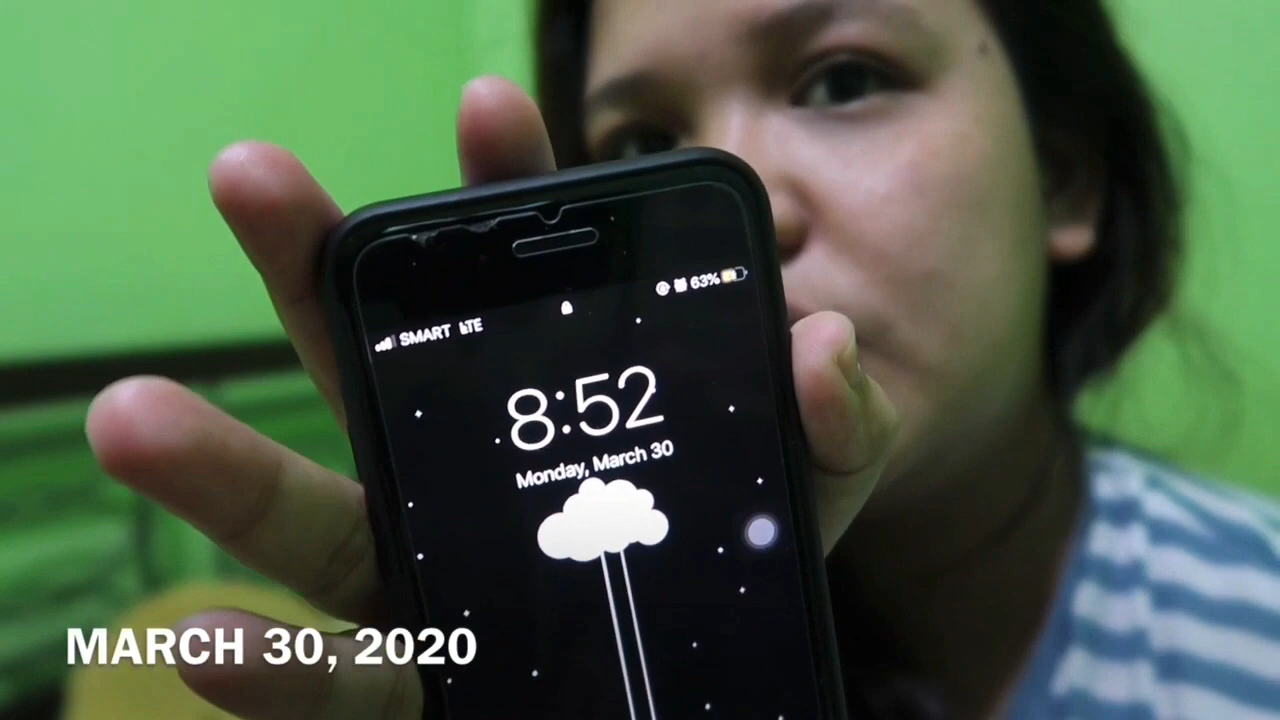 SMART LTE
63%
8:52
Monday, March 30
MARCH 30, 2020